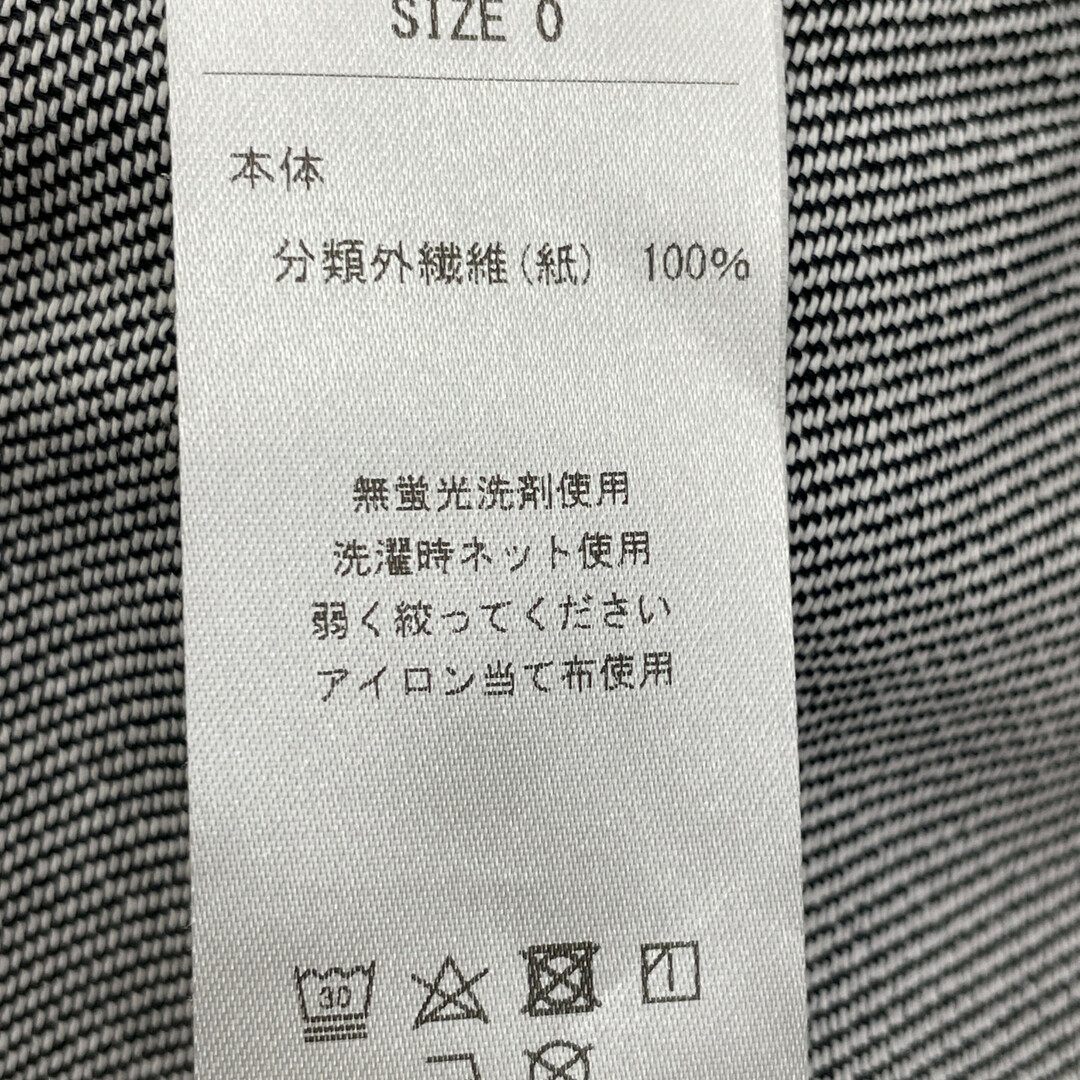 SIZE 0
本体
分類外繊維(紙) 100%
無蛍光洗剤使用
洗濯時ネット使用
弱く絞ってください
アイロン当て布使用
30